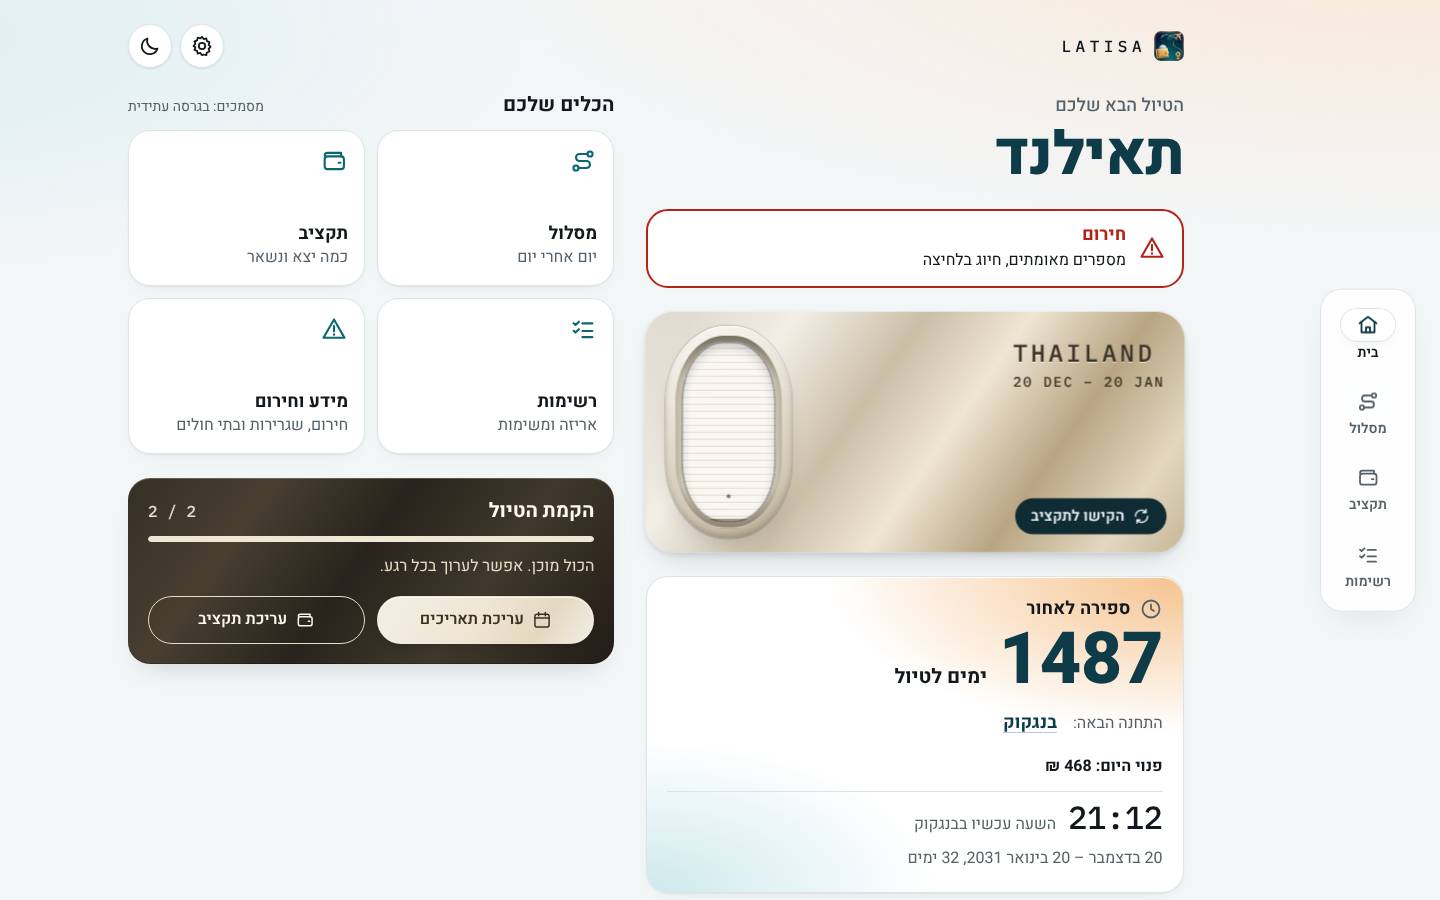 LATISA
הטיול הבא שלכם
תאילנד
חירום
מספרים מאומתים, חיוג בלחיצה
THAILAND
20 DEC – 20 JAN
הקישו לתקציב
ספירה לאחור
1487 ימים לטיול
התחנה הבאה: בנגקוק
פנוי היום: 468 ₪
21:12 השעה עכשיו בבנגקוק
20 בדצמבר – 20 בינואר 2031, 32 ימים
הכלים שלכם
מסמכים: בגרסה עתידית
מסלול
יום אחרי יום
תקציב
כמה יצא ונשאר
רשימות
אריזה ומשימות
מידע וחירום
חירום, שגרירות ובתי חולים
הקמת הטיול
2 / 2
הכול מוכן. אפשר לערוך בכל רגע.
עריכת תאריכים
עריכת תקציב
בית
מסלול
תקציב
רשימות